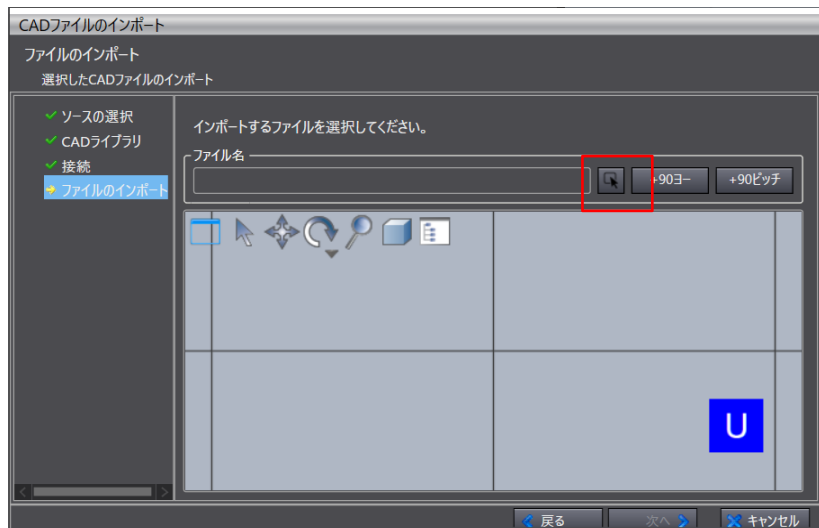 CADファイルのインポート
ファイルのインポート
選択したCADファイルのインポート
ソースの選択
CADライブラリ
接続
ファイルのインポート
インポートするファイルを選択してください。
ファイル名
+90ヨー
+90ピッチ
U
戻る
次へ
キャンセル